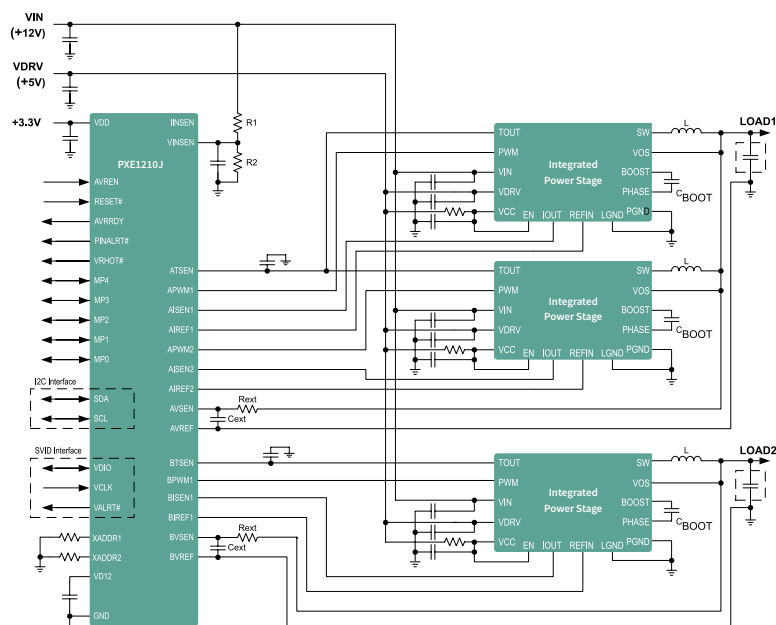 VIN
(+12V)
VDRV
(+5V)
+3.3V
VDD
IINSEN
VINSEN
PXE1210J
R1
R2
AVREN
RESET#
AVRRDY
PINALRT#
VRHOT#
MP4
MP3
MP2
MP1
MP0
I2C Interface
SDA
SCL
SVID Interface
VDIO
VCLK
VALRT#
XADDR1
XADDR2
VD12
GND
ATSEN
APWM1
AISEN1
AIREF1
APWM2
AISEN2
AIREF2
AVSEN
AVREF
BTSEN
BPWM1
BISEN1
BIREF1
BVSEN
BVREF
Rext
Cext
Rext
Cext
TOUT
PWM
VIN
VDRV
VCC
EN IOUT REFIN LGND
Integrated
Power Stage
SW
VOS
BOOST
PHASE
PGND
L
CBOOT
LOAD1
TOUT
PWM
VIN
VDRV
VCC
EN IOUT REFIN LGND
Integrated
Power Stage
SW
VOS
BOOST
PHASE
PGND
L
CBOOT
TOUT
PWM
VIN
VDRV
VCC
EN IOUT REFIN LGND
Integrated
Power Stage
SW
VOS
BOOST
PHASE
PGND
L
CBOOT
LOAD2